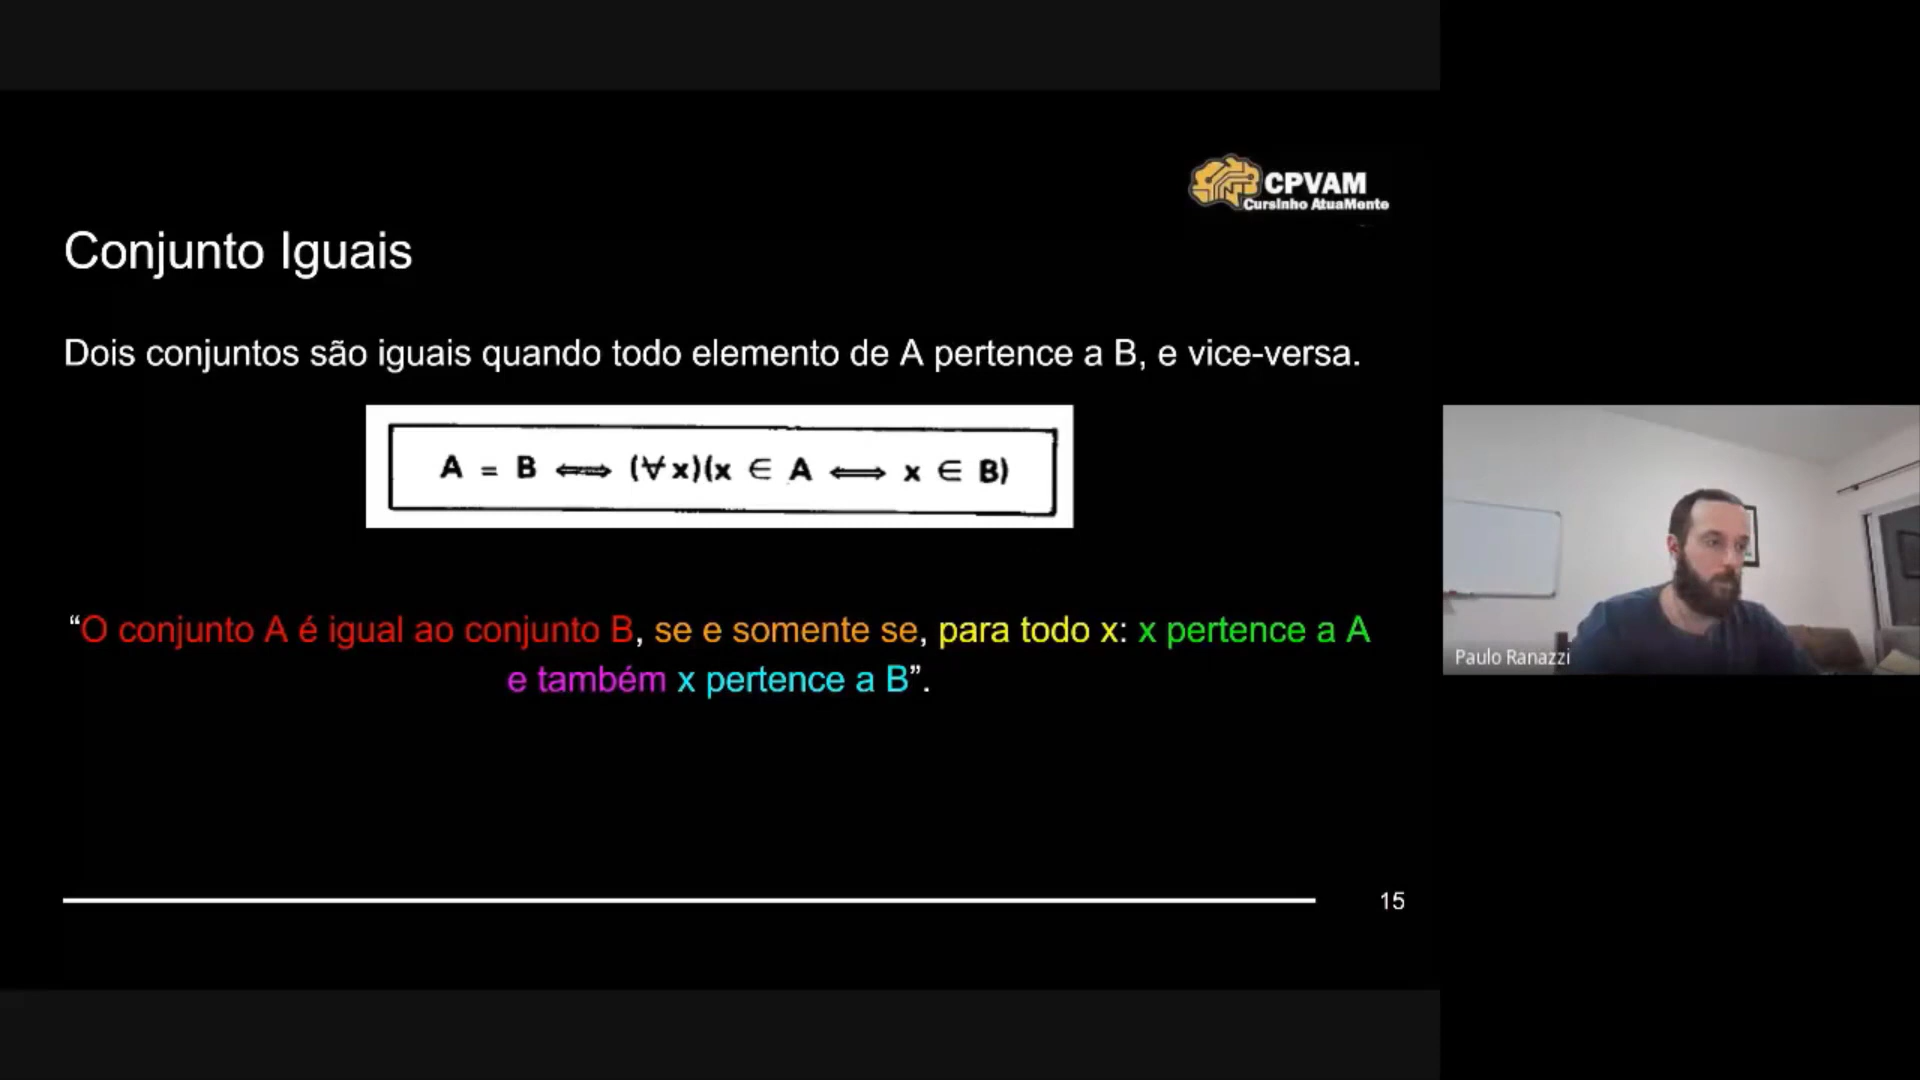 CPVAM
Cursinho AtuaMente
Conjunto Iguais
Dois conjuntos são iguais quando todo elemento de A pertence a B, e vice-versa.
A = B ⟺ (∀x)(x ∈ A ⟺ x ∈ B)
“O conjunto A é igual ao conjunto B, se e somente se, para todo x: x pertence a A
e também x pertence a B”.
Paulo Ranazzi
15